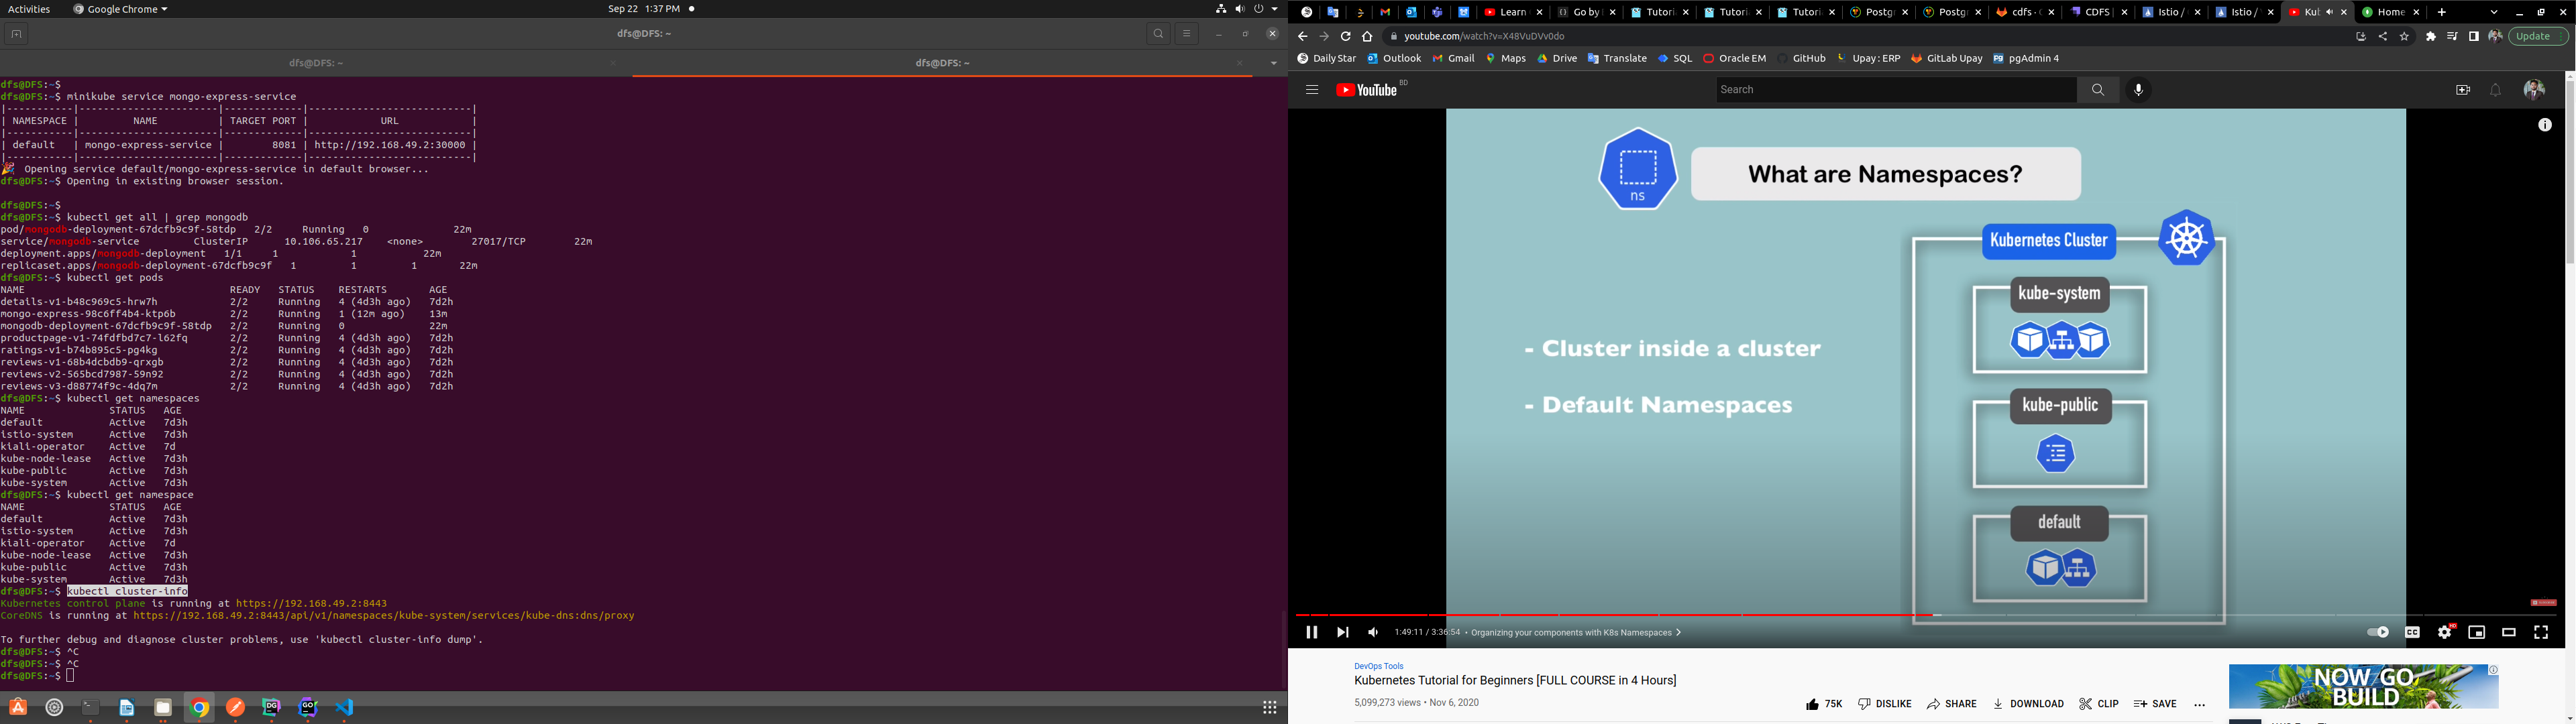 Activities Google Chrome Sep 22 1:37 PM
dfs@DFS: ~
dfs@DFS: ~ dfs@DFS: ~
dfs@DFS:~$
dfs@DFS:~$ minikube service mongo-express-service
|-----------|-----------------------|-------------|---------------------------|
| NAMESPACE | NAME | TARGET PORT | URL |
|-----------|-----------------------|-------------|---------------------------|
| default | mongo-express-service | 8081 | http://192.168.49.2:30000 |
|-----------|-----------------------|-------------|---------------------------|
🎉 Opening service default/mongo-express-service in default browser...
dfs@DFS:~$ Opening in existing browser session.
dfs@DFS:~$
dfs@DFS:~$ kubectl get all | grep mongodb
pod/mongodb-deployment-67dcfb9c9f-58tdp 2/2 Running 0 22m
service/mongodb-service ClusterIP 10.106.65.217 <none> 27017/TCP 22m
deployment.apps/mongodb-deployment 1/1 1 1 22m
replicaset.apps/mongodb-deployment-67dcfb9c9f 1 1 1 22m
dfs@DFS:~$ kubectl get pods
NAME READY STATUS RESTARTS AGE
details-v1-b48c969c5-hrw7h 2/2 Running 4 (4d3h ago) 7d2h
mongo-express-98c6ff4b4-ktp6b 2/2 Running 1 (12m ago) 13m
mongodb-deployment-67dcfb9c9f-58tdp 2/2 Running 0 22m
productpage-v1-74fdfbd7c7-l62fq 2/2 Running 4 (4d3h ago) 7d2h
ratings-v1-b74b895c5-pg4kg 2/2 Running 4 (4d3h ago) 7d2h
reviews-v1-68b4dcbdb9-qrxgb 2/2 Running 4 (4d3h ago) 7d2h
reviews-v2-565bcd7987-59n92 2/2 Running 4 (4d3h ago) 7d2h
reviews-v3-d88774f9c-4dq7m 2/2 Running 4 (4d3h ago) 7d2h
dfs@DFS:~$ kubectl get namespaces
NAME STATUS AGE
default Active 7d3h
istio-system Active 7d3h
kiali-operator Active 7d
kube-node-lease Active 7d3h
kube-public Active 7d3h
kube-system Active 7d3h
dfs@DFS:~$ kubectl get namespace
NAME STATUS AGE
default Active 7d3h
istio-system Active 7d3h
kiali-operator Active 7d
kube-node-lease Active 7d3h
kube-public Active 7d3h
kube-system Active 7d3h
dfs@DFS:~$ kubectl cluster-info
Kubernetes control plane is running at https://192.168.49.2:8443
CoreDNS is running at https://192.168.49.2:8443/api/v1/namespaces/kube-system/services/kube-dns:dns/proxy
To further debug and diagnose cluster problems, use 'kubectl cluster-info dump'.
dfs@DFS:~$ ^C
dfs@DFS:~$ ^C
dfs@DFS:~$
Learn Go by Tutoria Tutoria Tutori Postgr Postgr cdfs · CDFS Istio / Istio / Kub Home
youtube.com/watch?v=X48VuDVv0do Update
Daily Star Outlook Gmail Maps Drive Translate SQL Oracle EM GitHub Upay : ERP GitLab Upay pgAdmin 4
YouTube BD Search
ns What are Namespaces?
Kubernetes Cluster
kube-system
- Cluster inside a cluster
- Default Namespaces
kube-public
default
1:49:11 / 3:36:54 • Organizing your components with K8s Namespaces
CC HD
DevOps Tools
Kubernetes Tutorial for Beginners [FULL COURSE in 4 Hours]
5,099,273 views • Nov 6, 2020
75K DISLIKE SHARE DOWNLOAD CLIP SAVE
NOW GO
BUILD
DG GO